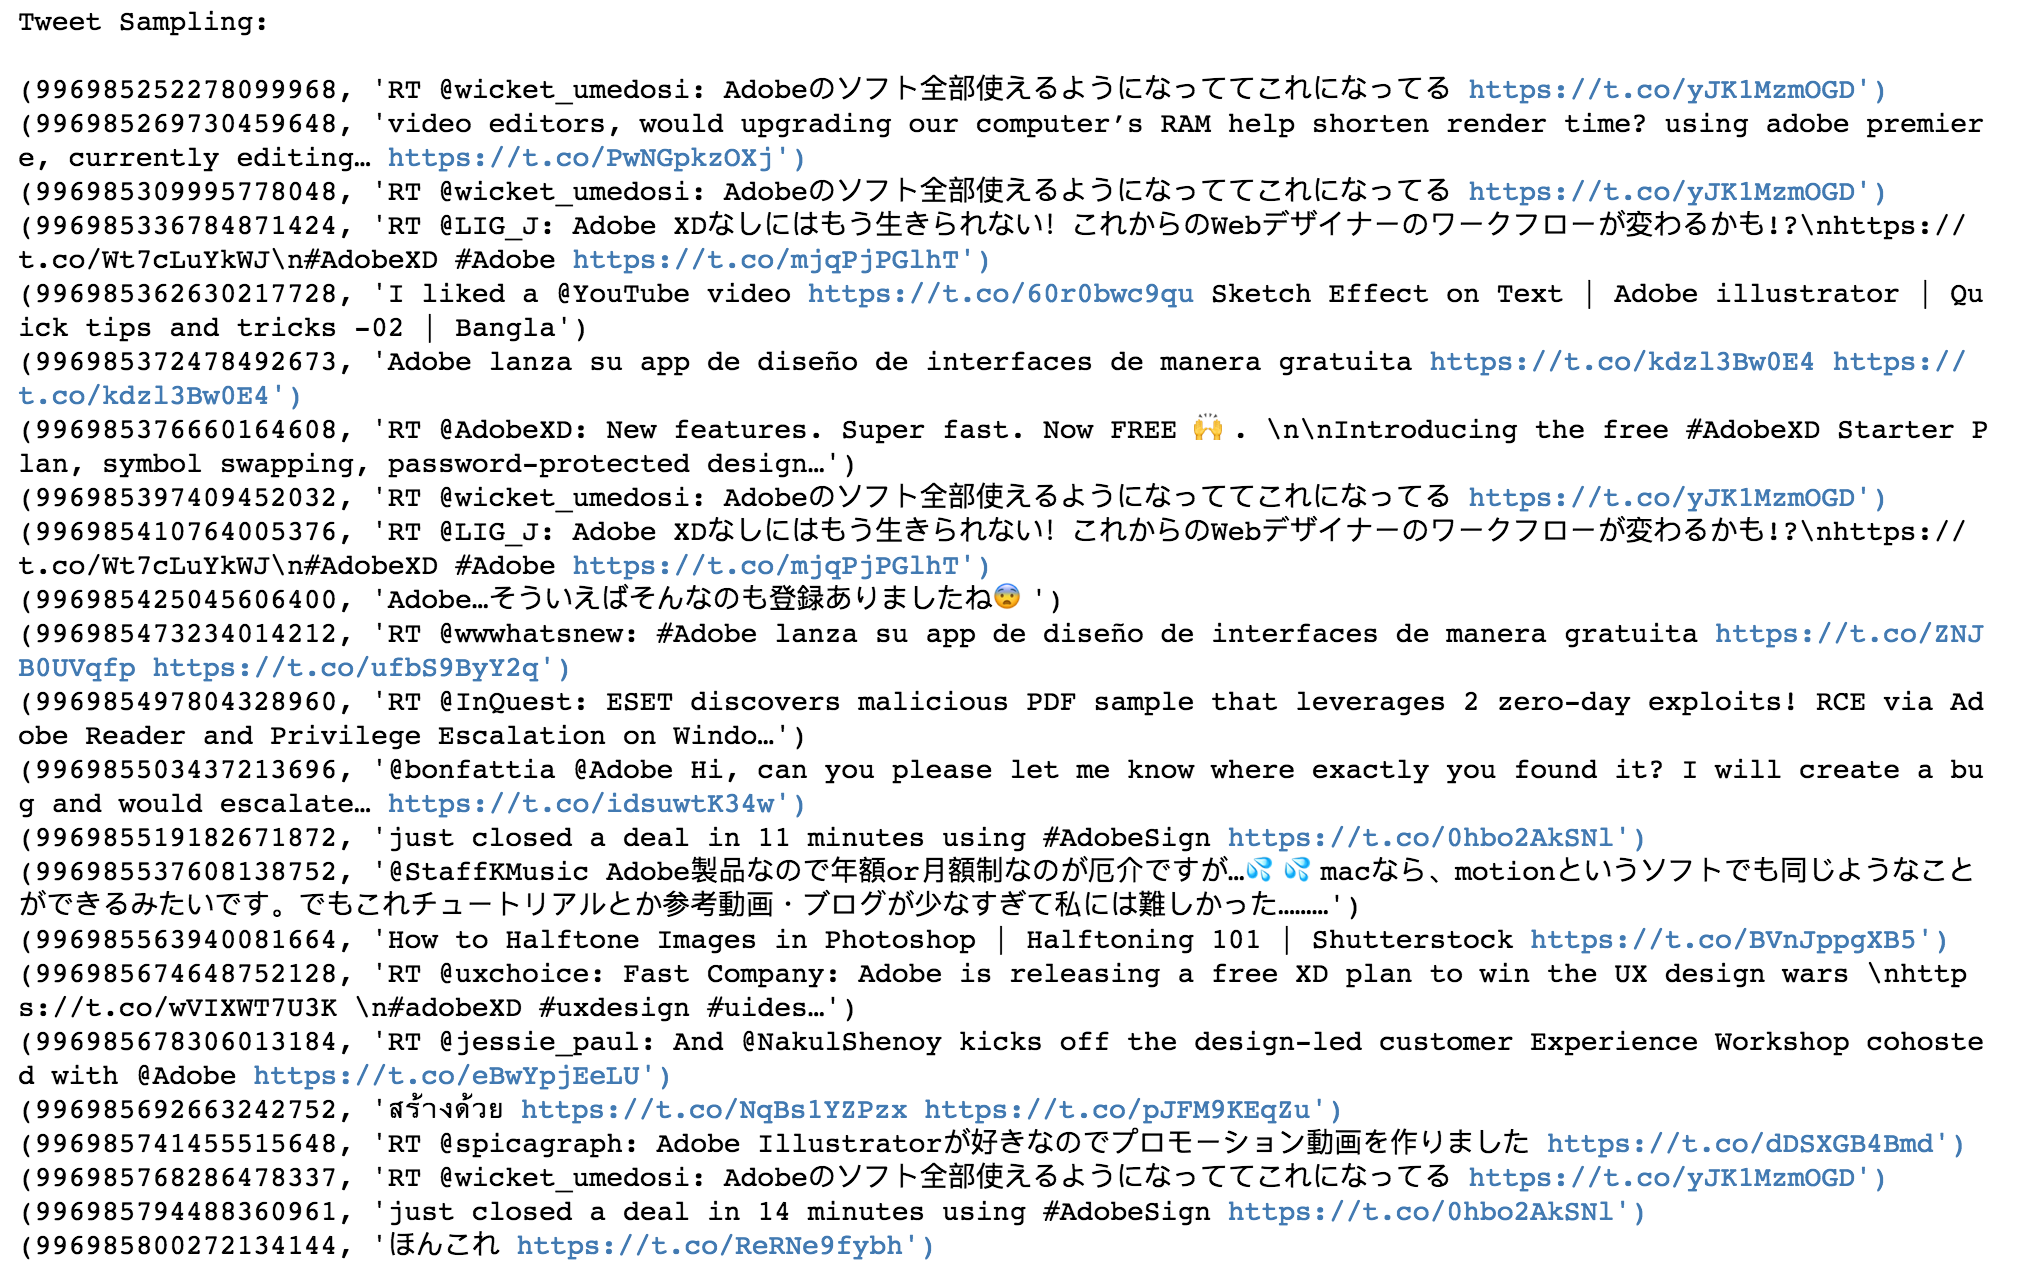 Tweet Sampling:
(996985252278099968, 'RT @wicket_umedosi: Adobeのソフト全部使えるようになっててこれになってる https://t.co/yJK1MzmOGD')
(996985269730459648, 'video editors, would upgrading our computer’s RAM help shorten render time? using adobe premier
e, currently editing… https://t.co/PwNGpkzOXj')
(996985309995778048, 'RT @wicket_umedosi: Adobeのソフト全部使えるようになっててこれになってる https://t.co/yJK1MzmOGD')
(996985336784871424, 'RT @LIG_J: Adobe XDなしにはもう生きられない! これからのWebデザイナーのワークフローが変わるかも!?\nhttps://
t.co/Wt7cLuYkWJ\n#AdobeXD #Adobe https://t.co/mjqPjPGlhT')
(996985362630217728, 'I liked a @YouTube video https://t.co/60r0bwc9qu Sketch Effect on Text | Adobe illustrator | Qu
ick tips and tricks -02 | Bangla')
(996985372478492673, 'Adobe lanza su app de diseño de interfaces de manera gratuita https://t.co/kdzl3Bw0E4 https://
t.co/kdzl3Bw0E4')
(996985376660164608, 'RT @AdobeXD: New features. Super fast. Now FREE 🙌 . \n\nIntroducing the free #AdobeXD Starter P
lan, symbol swapping, password-protected design…')
(996985397409452032, 'RT @wicket_umedosi: Adobeのソフト全部使えるようになっててこれになってる https://t.co/yJK1MzmOGD')
(996985410764005376, 'RT @LIG_J: Adobe XDなしにはもう生きられない! これからのWebデザイナーのワークフローが変わるかも!?\nhttps://
t.co/Wt7cLuYkWJ\n#AdobeXD #Adobe https://t.co/mjqPjPGlhT')
(996985425045606400, 'Adobe…そういえばそんなのも登録ありましたね😨 ')
(996985473234014212, 'RT @wwwhatsnew: #Adobe lanza su app de diseño de interfaces de manera gratuita https://t.co/ZNJ
B0UVqfp https://t.co/ufbS9ByY2q')
(996985497804328960, 'RT @InQuest: ESET discovers malicious PDF sample that leverages 2 zero-day exploits! RCE via Ad
obe Reader and Privilege Escalation on Windo…')
(996985503437213696, '@bonfattia @Adobe Hi, can you please let me know where exactly you found it? I will create a bu
g and would escalate… https://t.co/idsuwtK34w')
(996985519182671872, 'just closed a deal in 11 minutes using #AdobeSign https://t.co/0hbo2AkSNl')
(996985537608138752, '@StaffKMusic Adobe製品なので年額or月額制なのが厄介ですが…💦 💦 macなら、motionというソフトでも同じようなこと
ができるみたいです。でもこれチュートリアルとか参考動画・ブログが少なすぎて私には難しかった………')
(996985563940081664, 'How to Halftone Images in Photoshop | Halftoning 101 | Shutterstock https://t.co/BVnJppgXB5')
(996985674648752128, 'RT @uxchoice: Fast Company: Adobe is releasing a free XD plan to win the UX design wars \nhttp
s://t.co/wVIXWT7U3K \n#adobeXD #uxdesign #uides…')
(996985678306013184, 'RT @jessie_paul: And @NakulShenoy kicks off the design-led customer Experience Workshop cohoste
d with @Adobe https://t.co/eBwYpjEeLU')
(996985692663242752, 'สร้างด้วย https://t.co/NqBs1YZPzx https://t.co/pJFM9KEqZu')
(996985741455515648, 'RT @spicagraph: Adobe Illustratorが好きなのでプロモーション動画を作りました https://t.co/dDSXGB4Bmd')
(996985768286478337, 'RT @wicket_umedosi: Adobeのソフト全部使えるようになっててこれになってる https://t.co/yJK1MzmOGD')
(996985794488360961, 'just closed a deal in 14 minutes using #AdobeSign https://t.co/0hbo2AkSNl')
(996985800272134144, 'ほんこれ https://t.co/ReRNe9fybh')